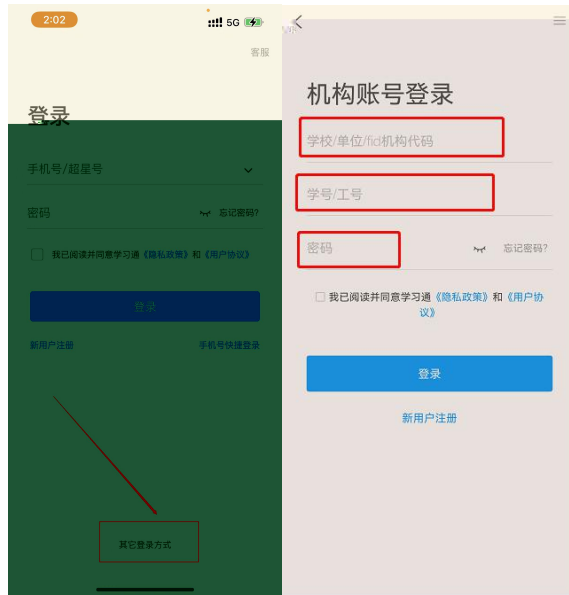 2:02
5G
客服
登录
手机号/超星号
密码
忘记密码?
我已阅读并同意学习通《隐私政策》和《用户协议》
登录
新用户注册
手机号快捷登录
其它登录方式
机构账号登录
学校/单位/fid机构代码
学号/工号
密码
忘记密码?
我已阅读并同意学习通《隐私政策》和《用户协
议》
登录
新用户注册